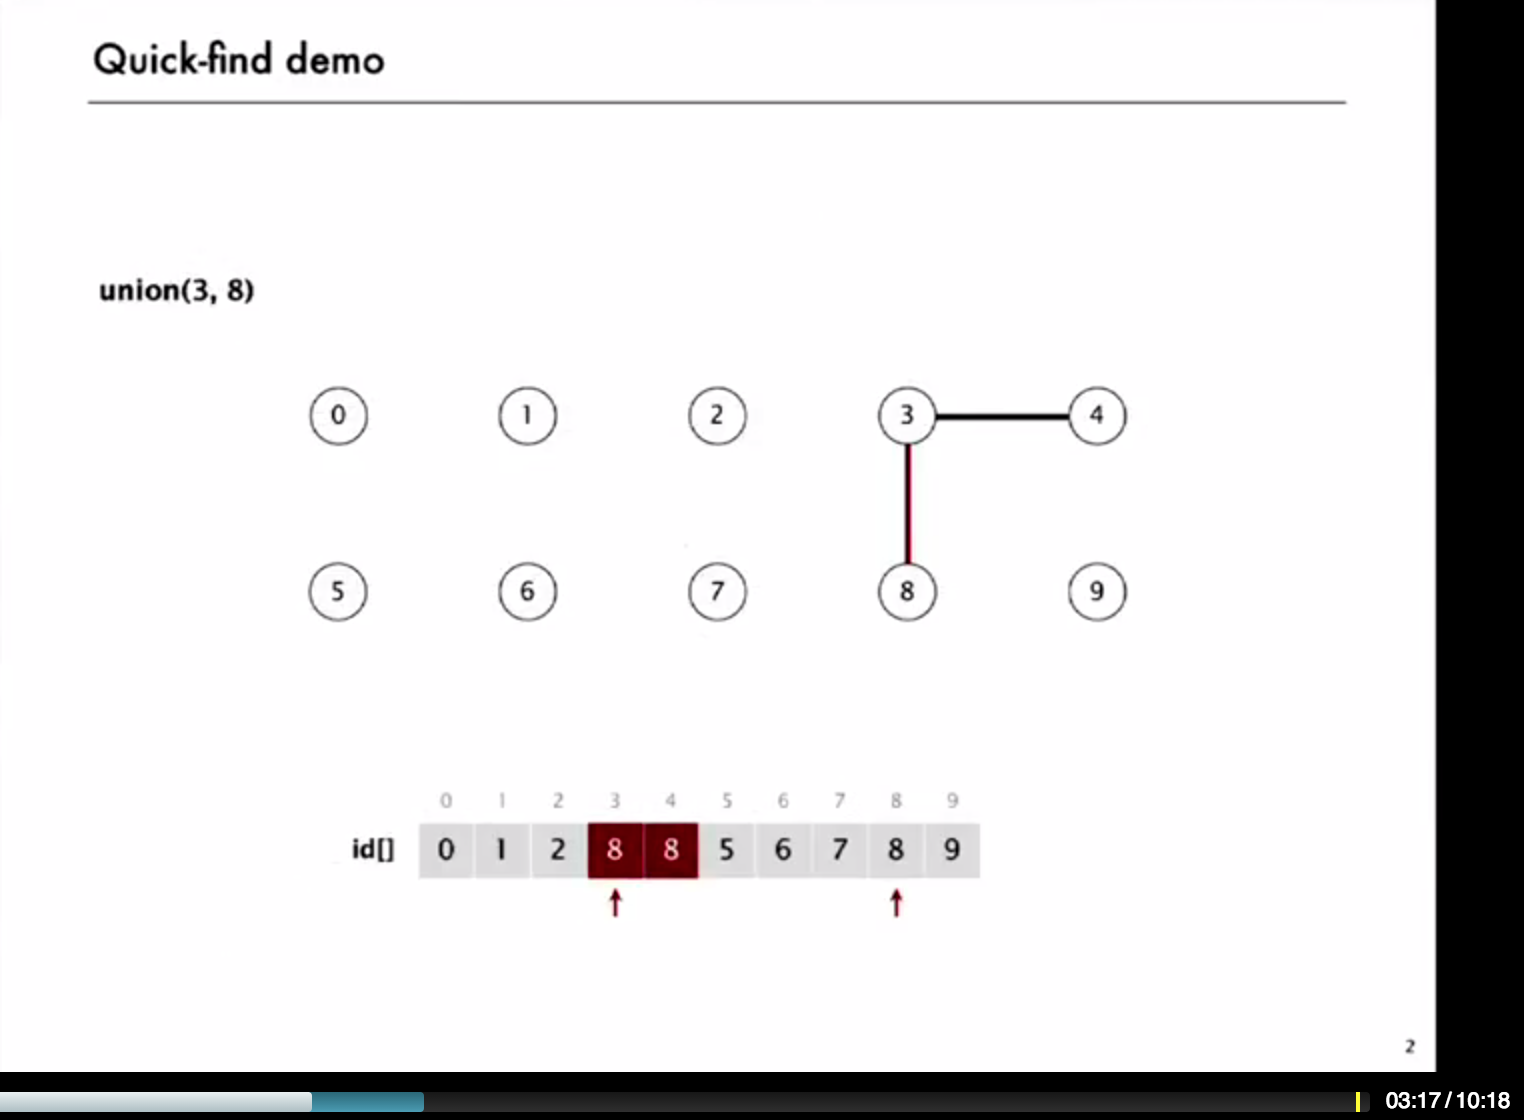 Quick-find demo
union(3, 8)
0 1 2 3 4
5 6 7 8 9
0 1 2 3 4 5 6 7 8 9
id[] 0 1 2 8 8 5 6 7 8 9
2
03:17/10:18